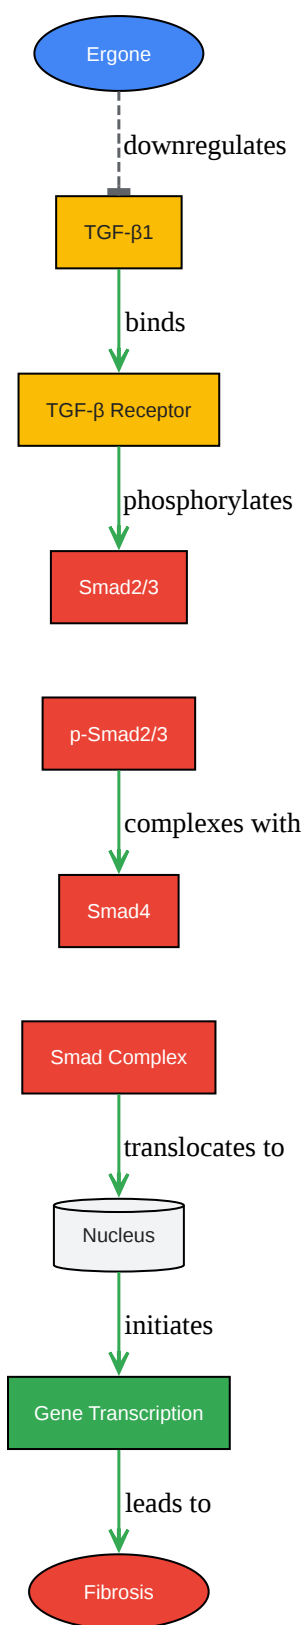 Ergone
downregulates
TGF-β1
binds
TGF-β Receptor
phosphorylates
Smad2/3
p-Smad2/3
complexes with
Smad4
Smad Complex
translocates to
Nucleus
initiates
Gene Transcription
leads to
Fibrosis